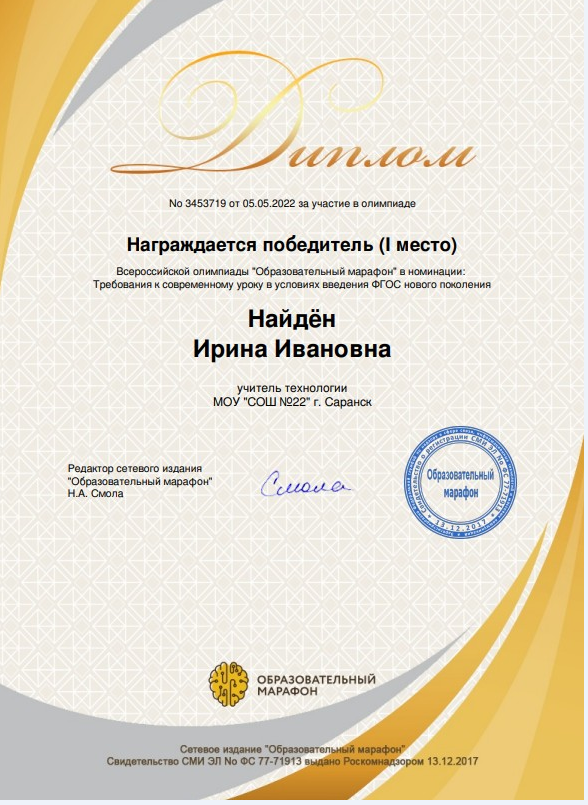 Диплом
No 3453719 от 05.05.2022 за участие в олимпиаде
Награждается победитель (I место)
Всероссийской олимпиады "Образовательный марафон" в номинации:
Требования к современному уроку в условиях введения ФГОС нового поколения
Найдён
Ирина Ивановна
учитель технологии
МОУ "СОШ №22" г. Саранск
Редактор сетевого издания
"Образовательный марафон"
Н.А. Смола
Смола
Свидетельство о регистрации СМИ ЭЛ No ФС 77-71913
Образовательный
марафон
13.12.2017
ОБРАЗОВАТЕЛЬНЫЙ
МАРАФОН
Сетевое издание "Образовательный марафон"
Свидетельство СМИ ЭЛ No ФС 77-71913 выдано Роскомнадзором 13.12.2017